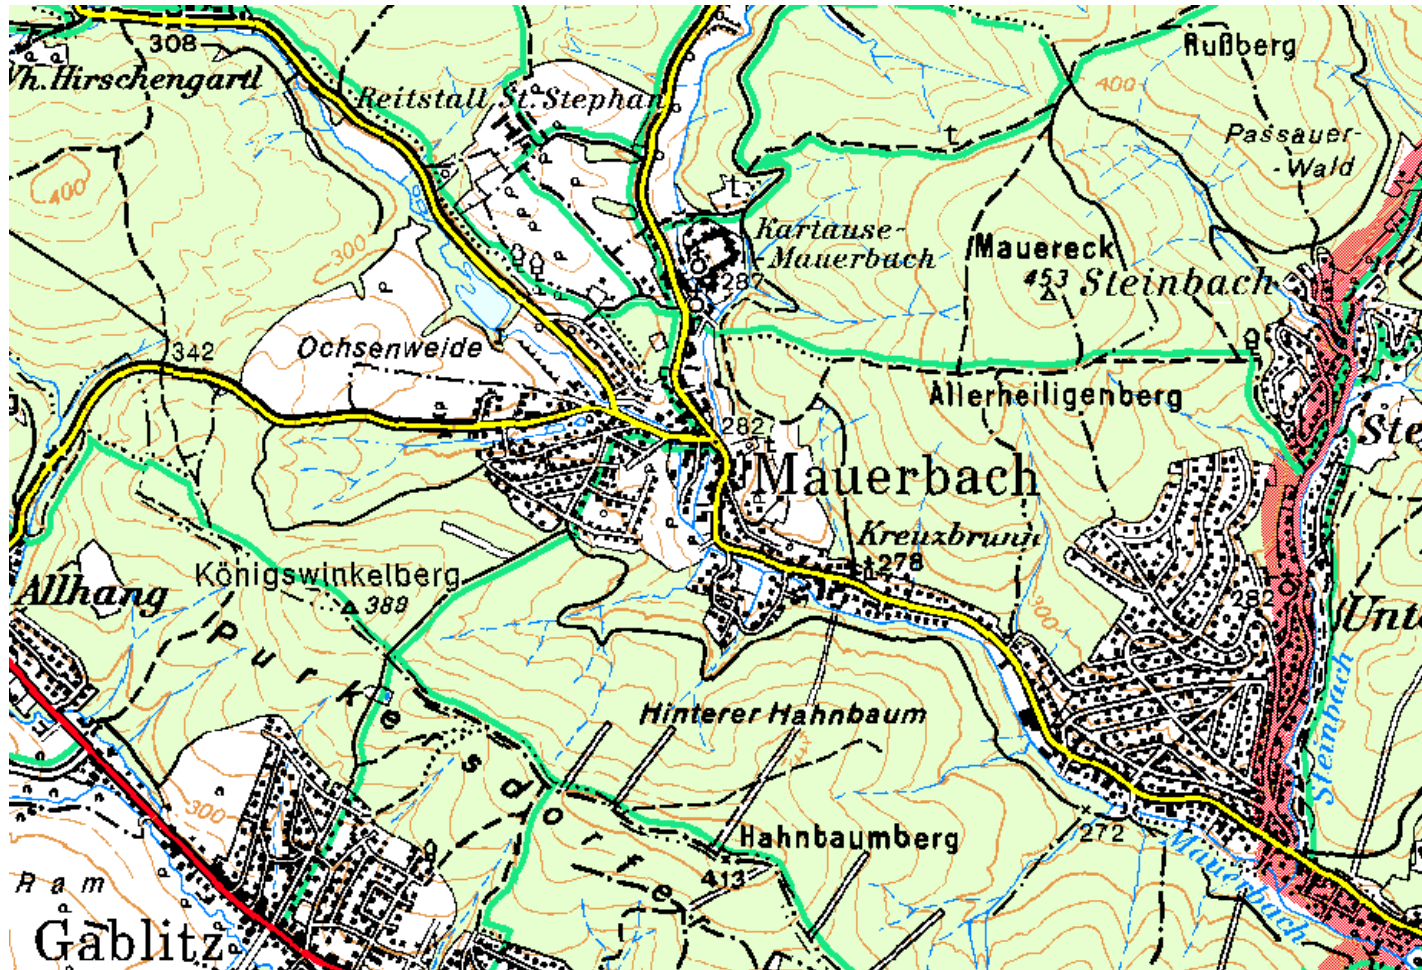 308
Wh. Hirschengartl
Rußberg
400
Reitstall St. Stephan
Passauer-
-Wald
400
300
Kartause-
-Mauerbach
287
Mauereck
453
Steinbach
Ochsenweide
342
Allerheiligenberg
282
Ste
Mauerbach
Kreuzbrunn
278
Königswinkelberg
389
Allhang
300
282
Unt
Purkersdorfer
Steinbach
Hinterer Hahnbaum
300
Hahnbaumberg
272
Mauerbach
413
Ram
Gablitz